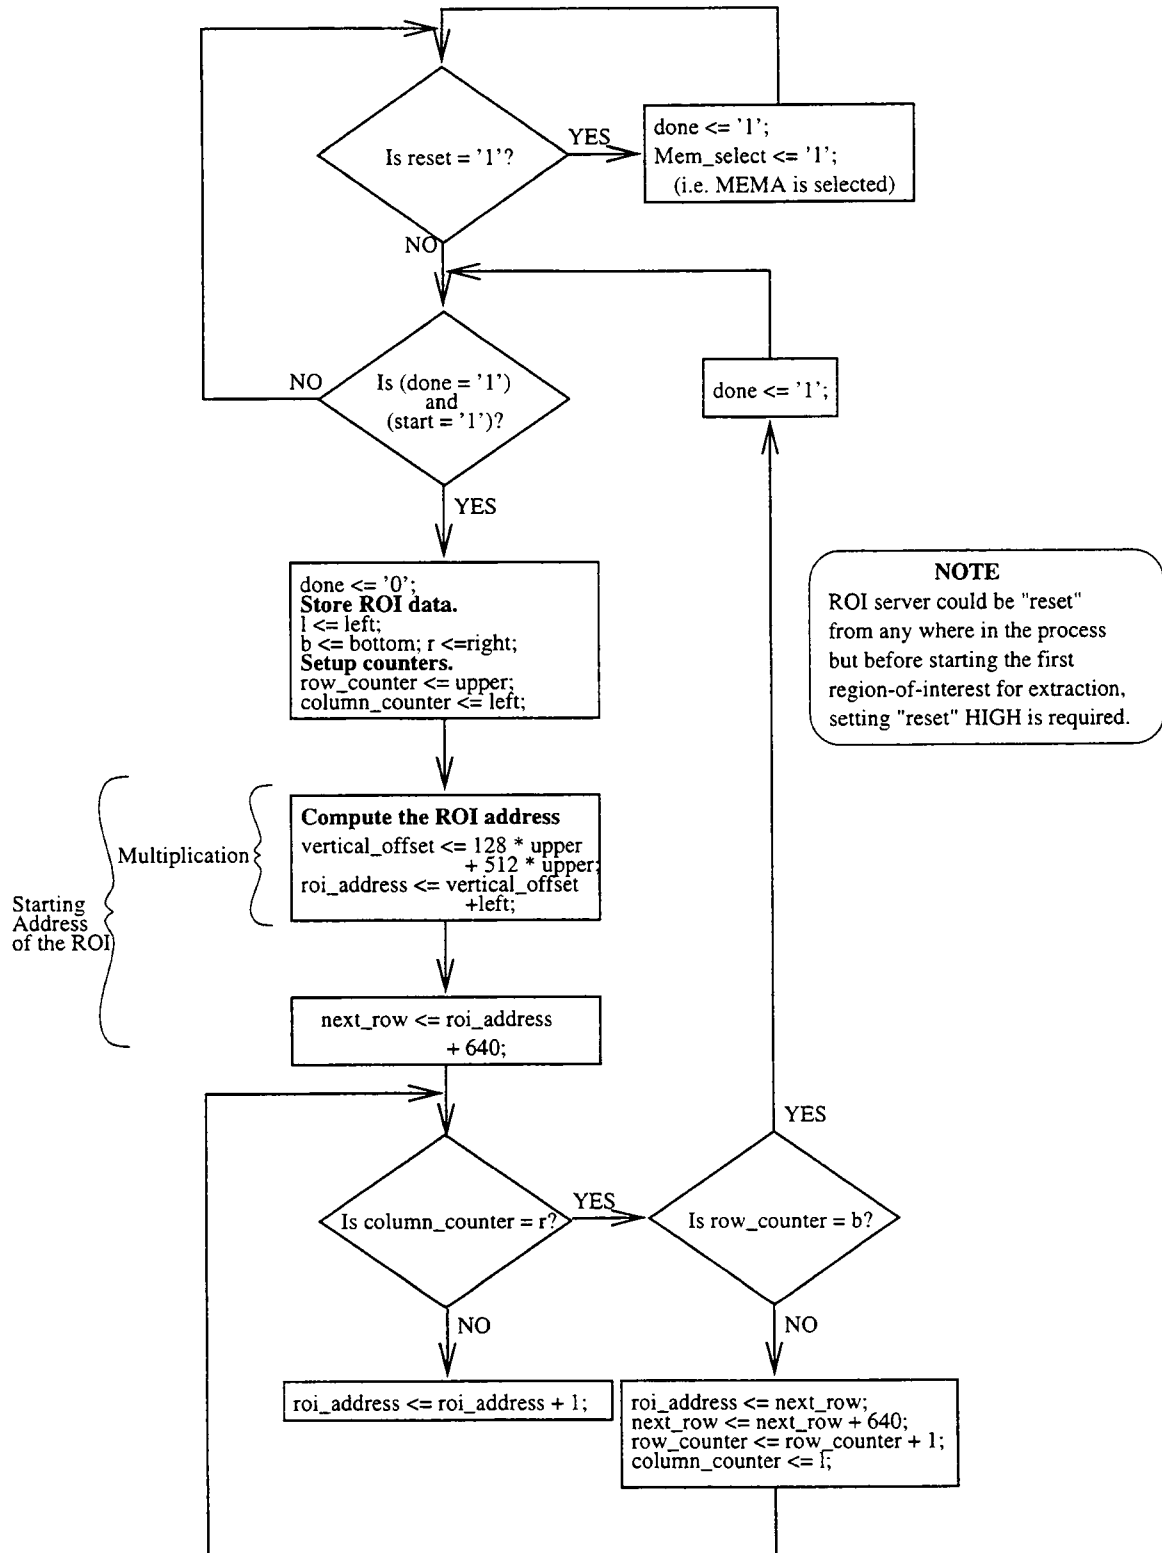 Is reset = '1'?
YES
done <= '1';
Mem_select <= '1';
(i.e. MEMA is selected)
NO
Is (done = '1')
and
(start = '1')?
NO
YES
done <= '1';
done <= '0';
Store ROI data.
l <= left;
b <= bottom; r <=right;
Setup counters.
row_counter <= upper;
column_counter <= left;
NOTE
ROI server could be "reset"
from any where in the process
but before starting the first
region-of-interest for extraction,
setting "reset" HIGH is required.
Starting
Address
of the ROI
Multiplication
Compute the ROI address
vertical_offset <= 128 * upper
+ 512 * upper;
roi_address <= vertical_offset
+left;
next_row <= roi_address
+ 640;
Is column_counter = r?
YES
NO
Is row_counter = b?
YES
NO
roi_address <= roi_address + 1;
roi_address <= next_row;
next_row <= next_row + 640;
row_counter <= row_counter + 1;
column_counter <= l;